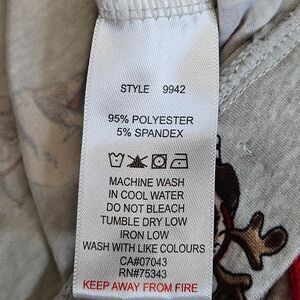 STYLE 9942
95% POLYESTER
5% SPANDEX
MACHINE WASH
IN COOL WATER
DO NOT BLEACH
TUMBLE DRY LOW
IRON LOW
WASH WITH LIKE COLOURS
CA#07043
RN#75343
KEEP AWAY FROM FIRE